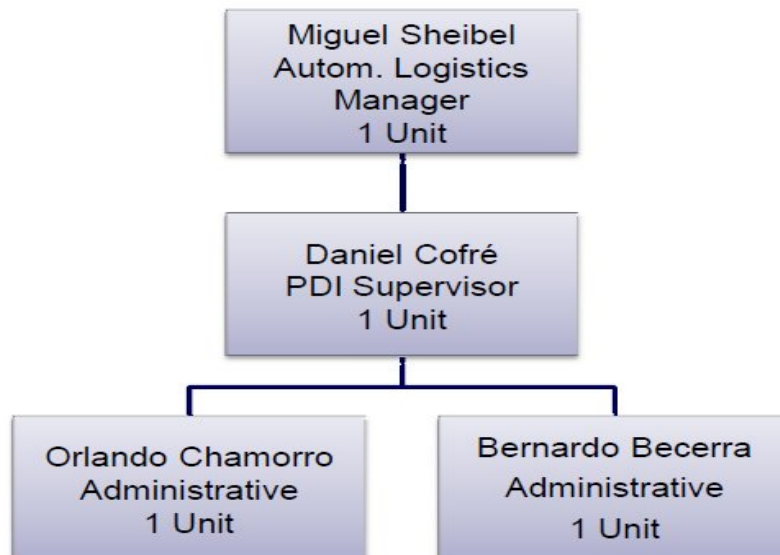 Miguel Sheibel
Autom. Logistics
Manager
1 Unit
Daniel Cofré
PDI Supervisor
1 Unit
Orlando Chamorro
Administrative
1 Unit
Bernardo Becerra
Administrative
1 Unit